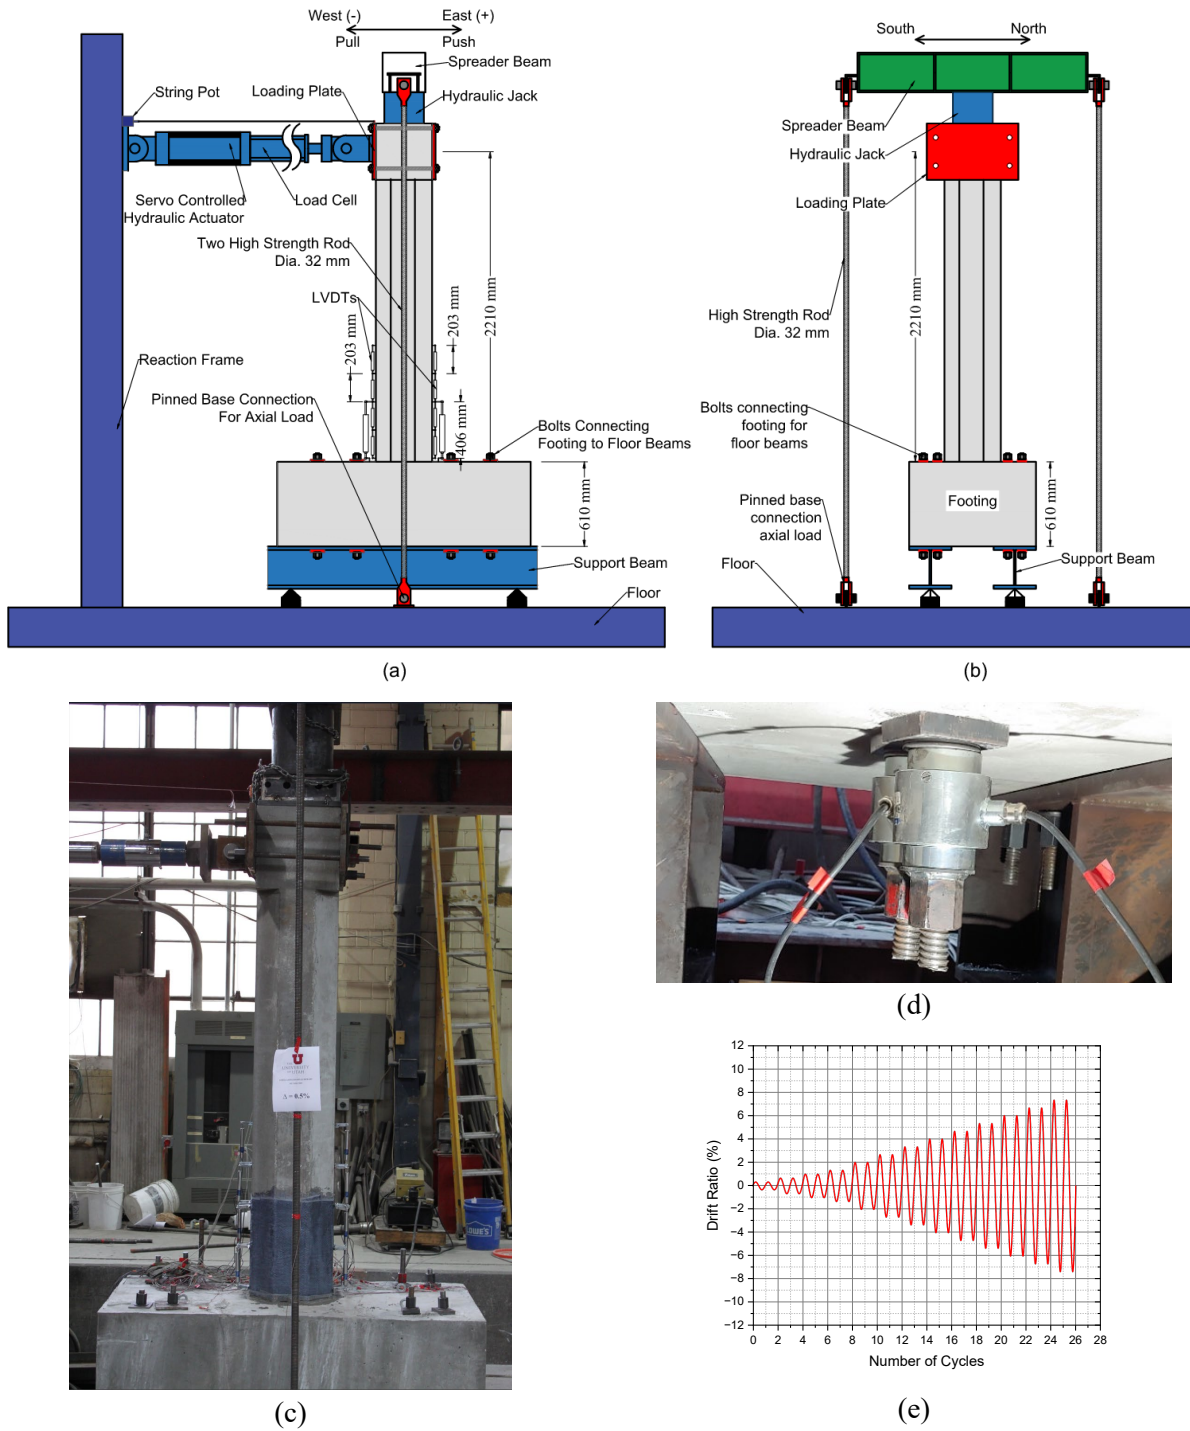 West (-)
East (+)
Pull
Push
Spreader Beam
String Pot
Loading Plate
Hydraulic Jack
Servo Controlled
Hydraulic Actuator
Load Cell
Two High Strength Rod
Dia. 32 mm
LVDTs
203 mm
203 mm
2210 mm
406 mm
Reaction Frame
Pinned Base Connection
For Axial Load
Bolts Connecting
Footing to Floor Beams
610 mm
Support Beam
Floor
(a)
South
North
Spreader Beam
Hydraulic Jack
Loading Plate
High Strength Rod
Dia. 32 mm
2210 mm
Bolts connecting
footing for
floor beams
Footing
Pinned base
connection
axial load
610 mm
Support Beam
Floor
(b)
U
UNIVERSITY
Δ = 0.5%
LOWE'S
(c)
(d)
Drift Ratio (%)
12
10
8
6
4
2
0
−2
−4
−6
−8
−10
−12
0 2 4 6 8 10 12 14 16 18 20 22 24 26 28
Number of Cycles
(e)